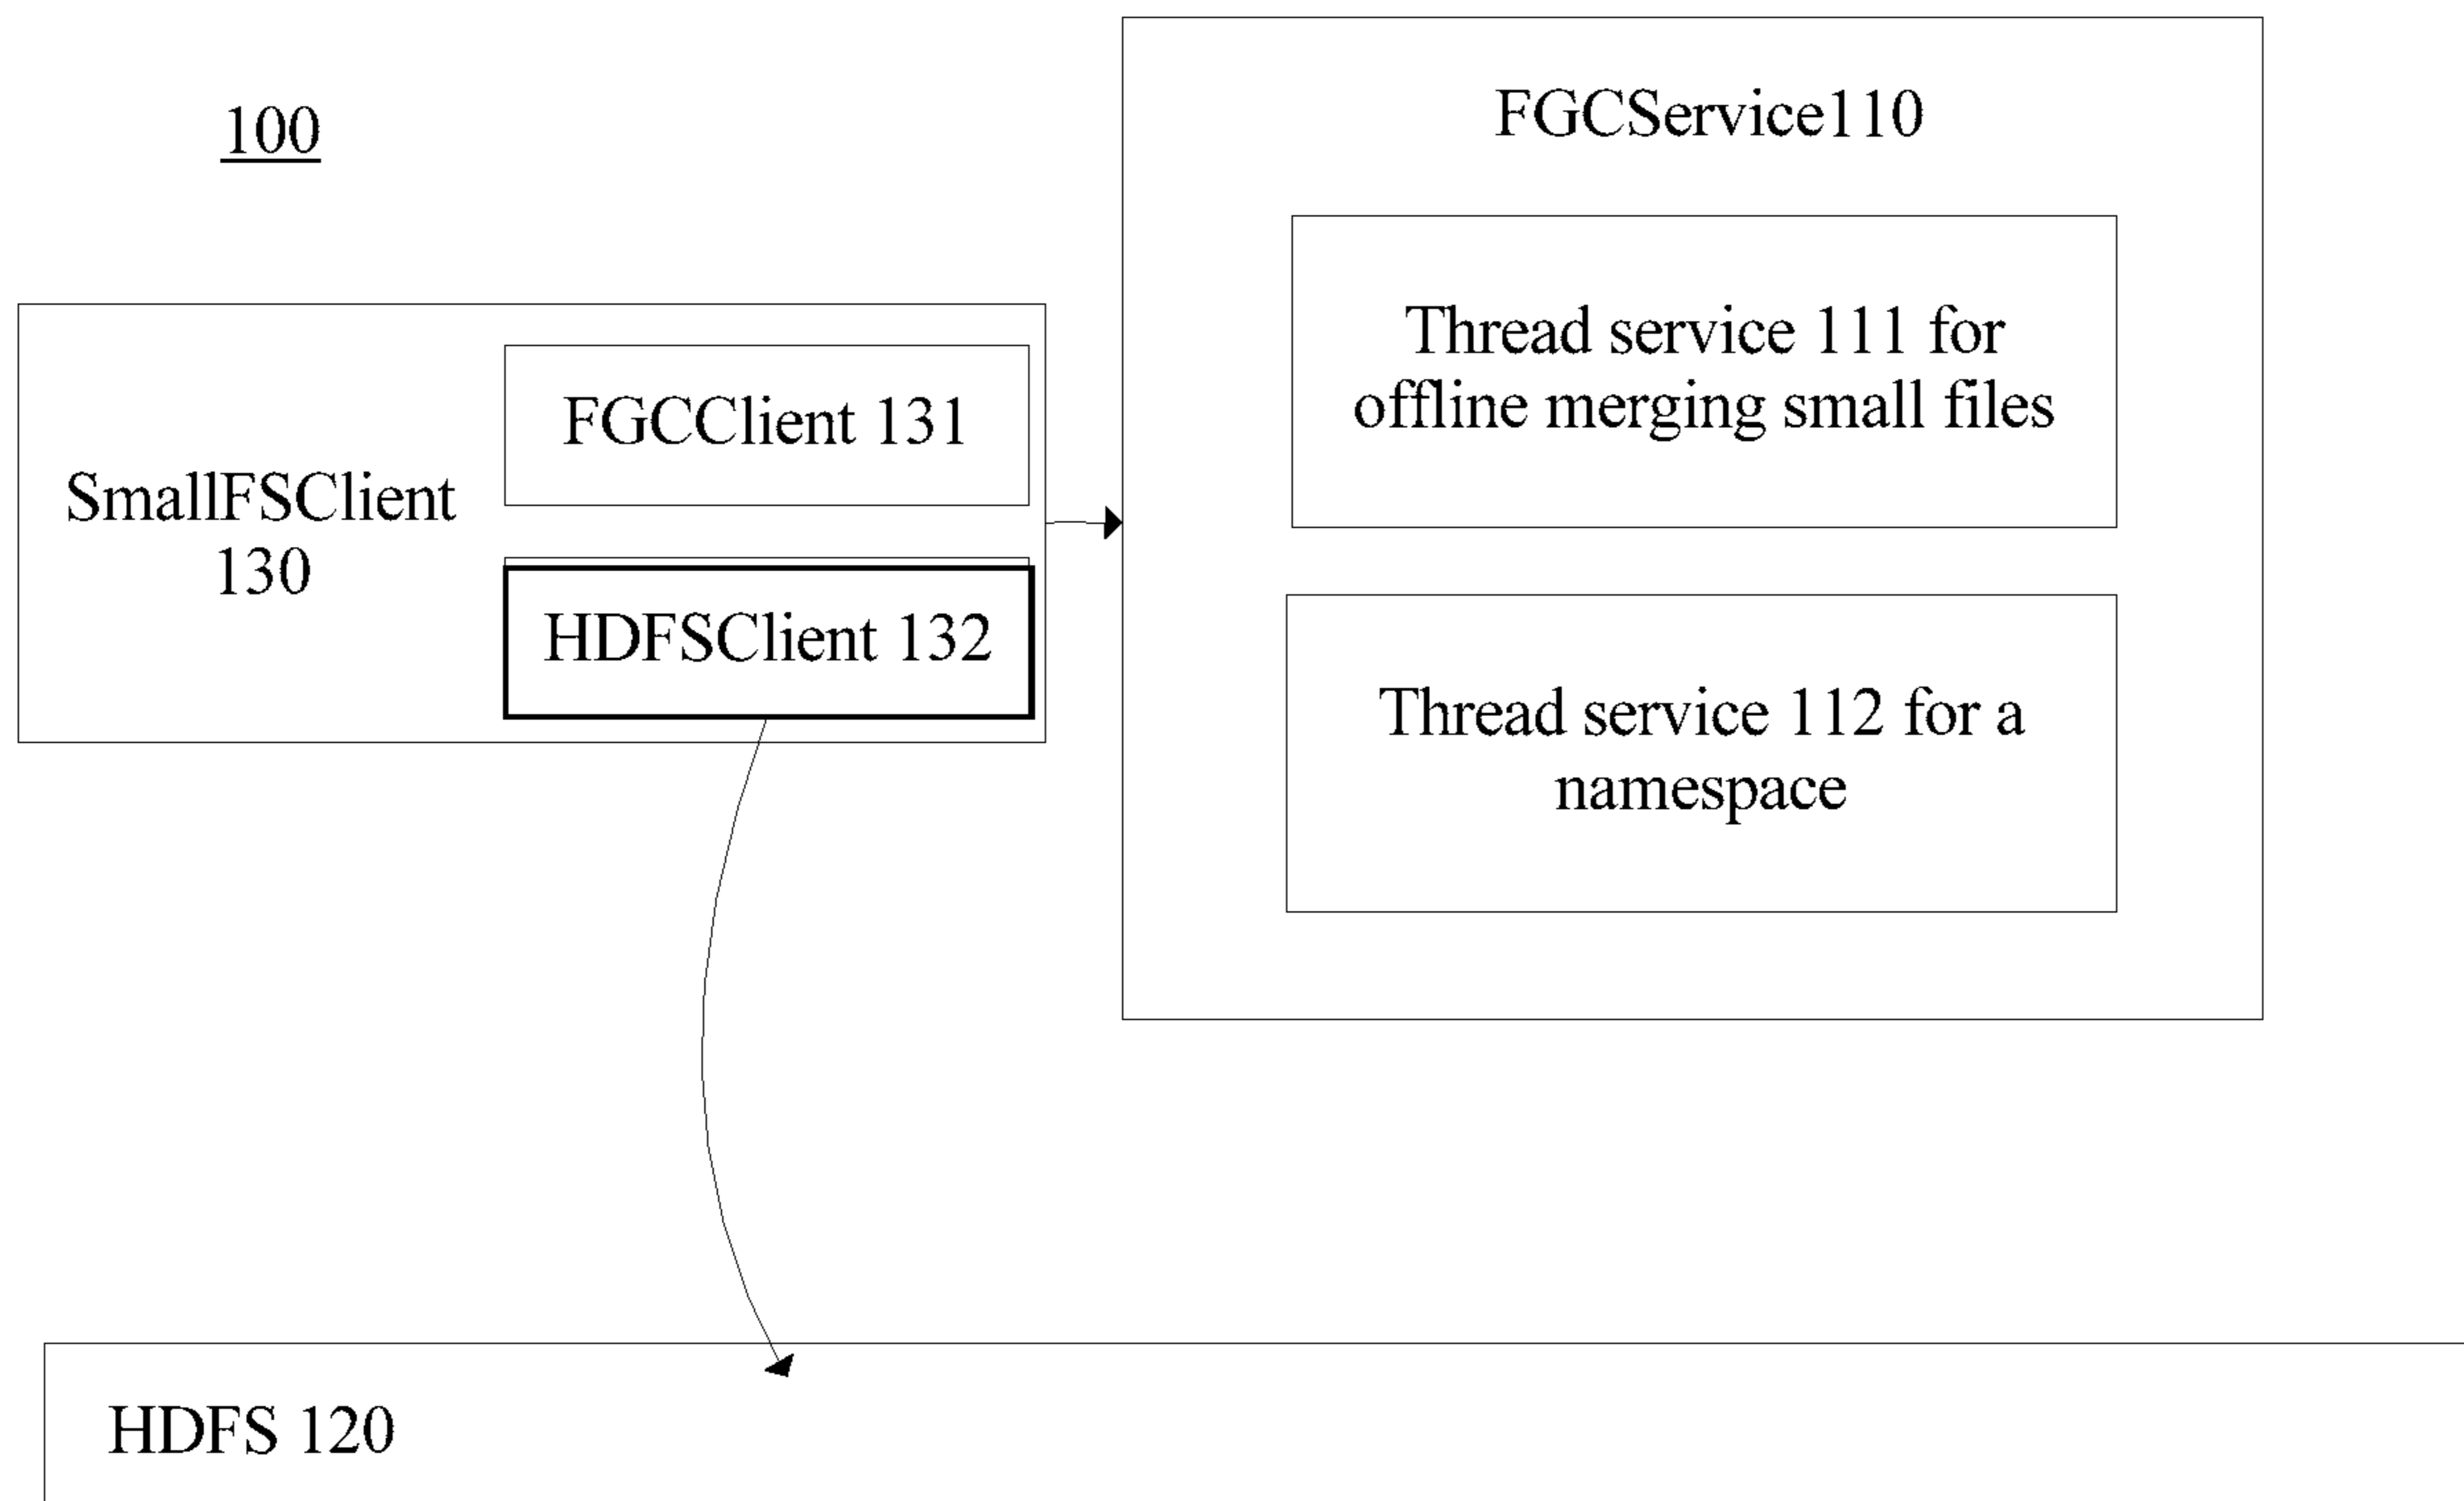 100
FGCService110
Thread service 111 for
offline merging small files
FGCClient 131
SmallFSClient
130
HDFSClient 132
Thread service 112 for a
namespace
HDFS 120